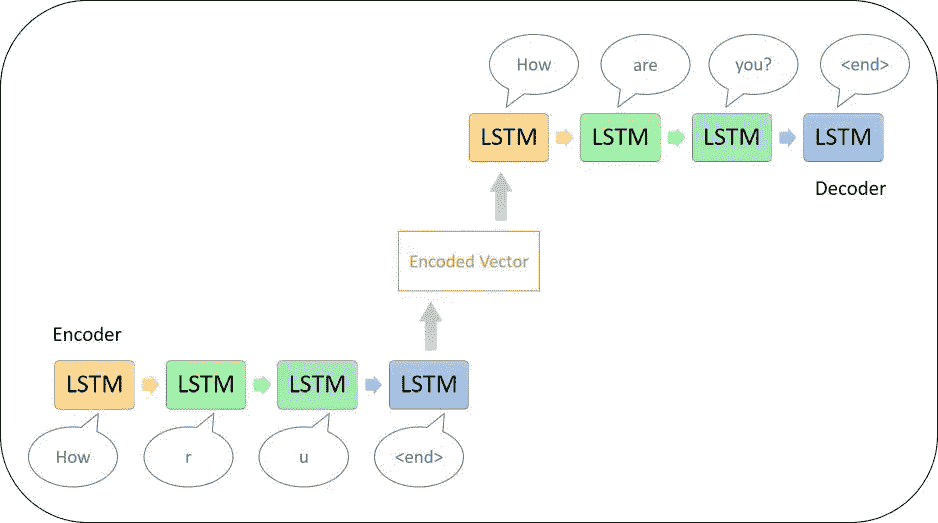 How are you? <end>
LSTM LSTM LSTM LSTM
Decoder
Encoded Vector
Encoder
LSTM LSTM LSTM LSTM
How r u <end>